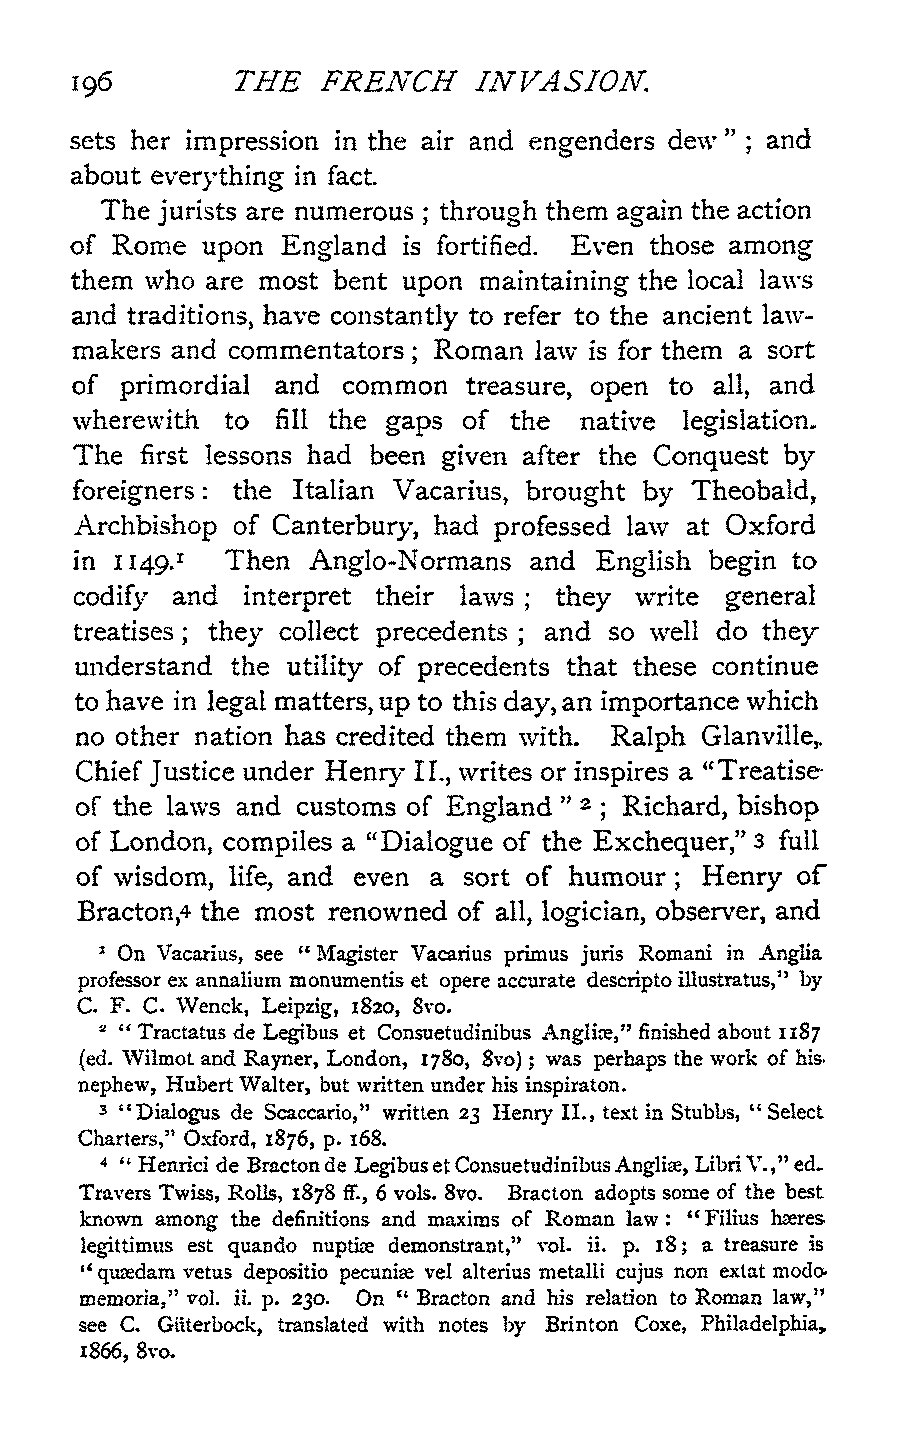 196 THE FRENCH INVASION.
sets her impression in the air and engenders dew" ; and
about everything in fact.
The jurists are numerous ; through them again the action
of Rome upon England is fortified. Even those among
them who are most bent upon maintaining the local laws
and traditions, have constantly to refer to the ancient law-
makers and commentators ; Roman law is for them a sort
of primordial and common treasure, open to all, and
wherewith to fill the gaps of the native legislation.
The first lessons had been given after the Conquest by
foreigners : the Italian Vacarius, brought by Theobald,
Archbishop of Canterbury, had professed law at Oxford
in 1149.¹ Then Anglo-Normans and English begin to
codify and interpret their laws ; they write general
treatises ; they collect precedents ; and so well do they
understand the utility of precedents that these continue
to have in legal matters, up to this day, an importance which
no other nation has credited them with. Ralph Glanville,
Chief Justice under Henry II., writes or inspires a "Treatise
of the laws and customs of England" ² ; Richard, bishop
of London, compiles a "Dialogue of the Exchequer," ³ full
of wisdom, life, and even a sort of humour ; Henry of
Bracton,⁴ the most renowned of all, logician, observer, and
¹ On Vacarius, see "Magister Vacarius primus juris Romani in Anglia
professor ex annalium monumentis et opere accurate descripto illustratus," by
C. F. C. Wenck, Leipzig, 1820, 8vo.
² "Tractatus de Legibus et Consuetudinibus Angliæ," finished about 1187
(ed. Wilmot and Rayner, London, 1780, 8vo) ; was perhaps the work of his
nephew, Hubert Walter, but written under his inspiraton.
³ "Dialogus de Scaccario," written 23 Henry II., text in Stubbs, "Select
Charters," Oxford, 1876, p. 168.
⁴ "Henrici de Bracton de Legibus et Consuetudinibus Angliæ, Libri V.," ed.
Travers Twiss, Rolls, 1878 ff., 6 vols. 8vo. Bracton adopts some of the best
known among the definitions and maxims of Roman law : "Filius hæres
legittimus est quando nuptiæ demonstrant," vol. ii. p. 18; a treasure is
"quædam vetus depositio pecuniæ vel alterius metalli cujus non extat modo
memoria," vol. ii. p. 230. On "Bracton and his relation to Roman law,"
see C. Güterbock, translated with notes by Brinton Coxe, Philadelphia,
1866, 8vo.